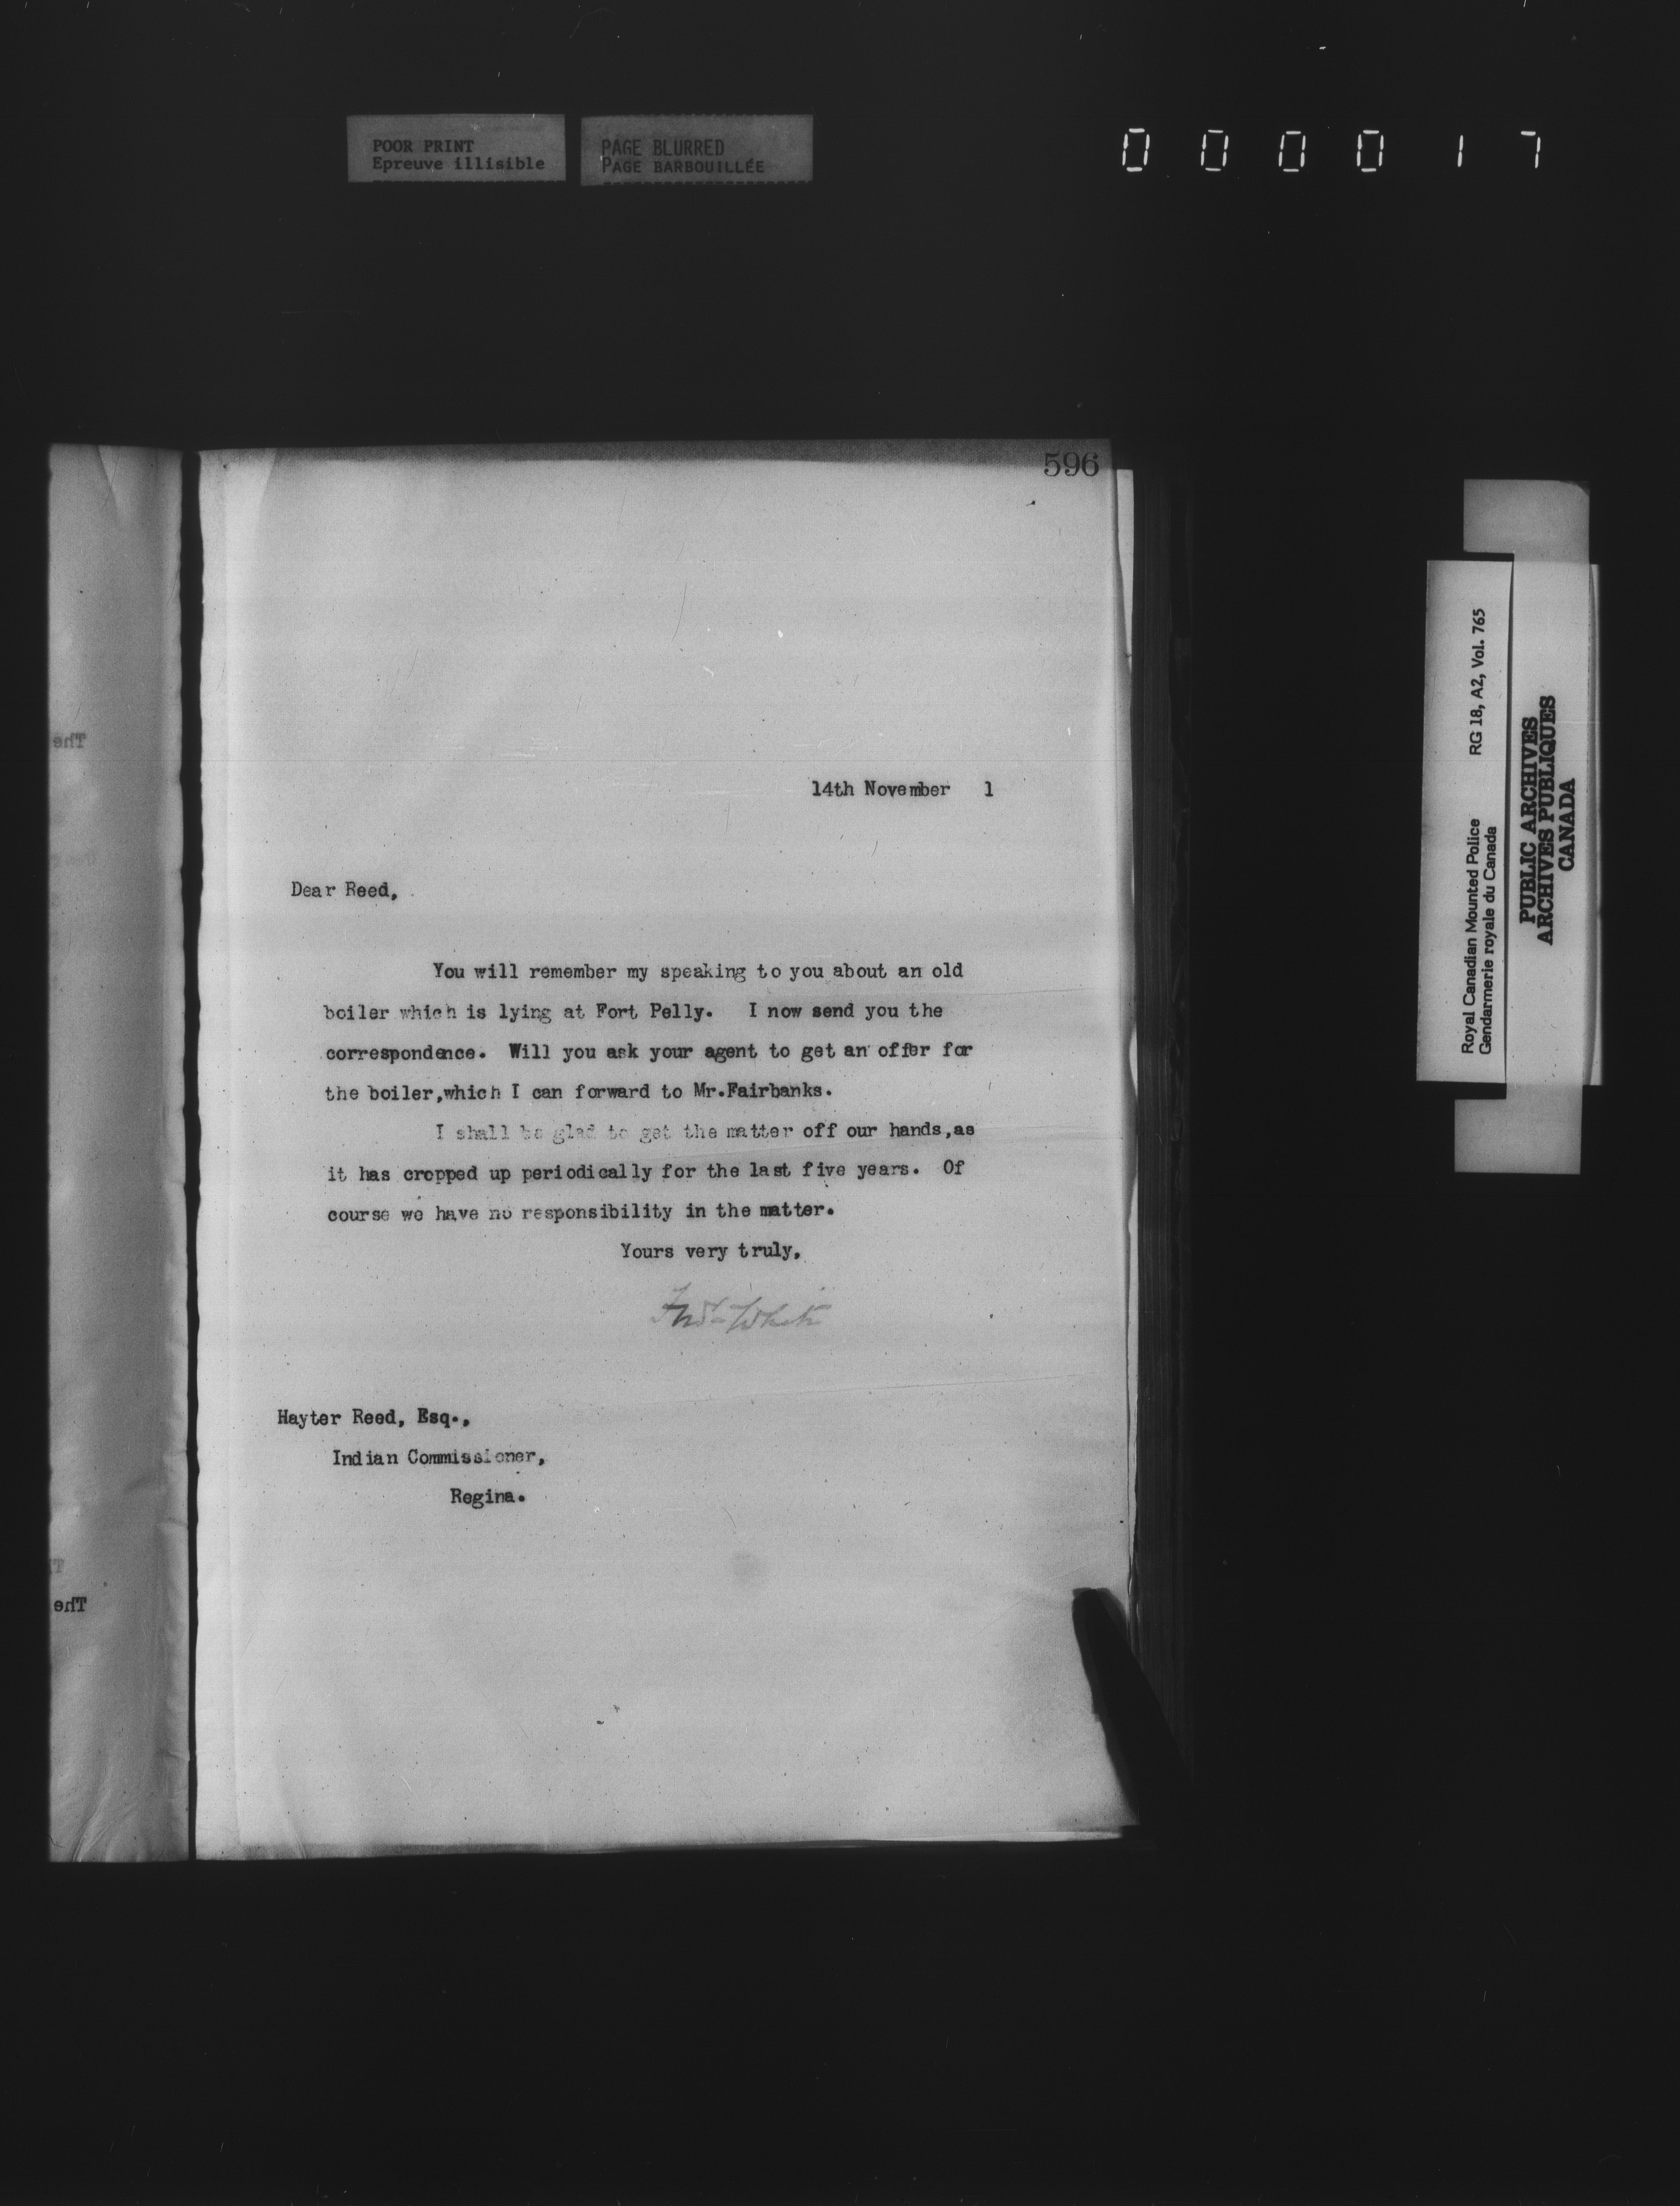 POOR PRINT
Epreuve illisible
PAGE BLURRED
PAGE BARBOUILLÉE
000017
596
14th November 1
Dear Reed,
You will remember my speaking to you about an old
boiler which is lying at Fort Pelly. I now send you the
correspondence. Will you ask your agent to get an offer for
the boiler,which I can forward to Mr.Fairbanks.
I shall be glad to get the matter off our hands,as
it has cropped up periodically for the last five years. Of
course we have no responsibility in the matter.
Yours very truly,
Fred White
Hayter Reed, Esq.,
Indian Commissioner,
Regina.
The
The
Royal Canadian Mounted Police RG 18, A2, Vol. 765
Gendarmerie royale du Canada
PUBLIC ARCHIVES
ARCHIVES PUBLIQUES
CANADA